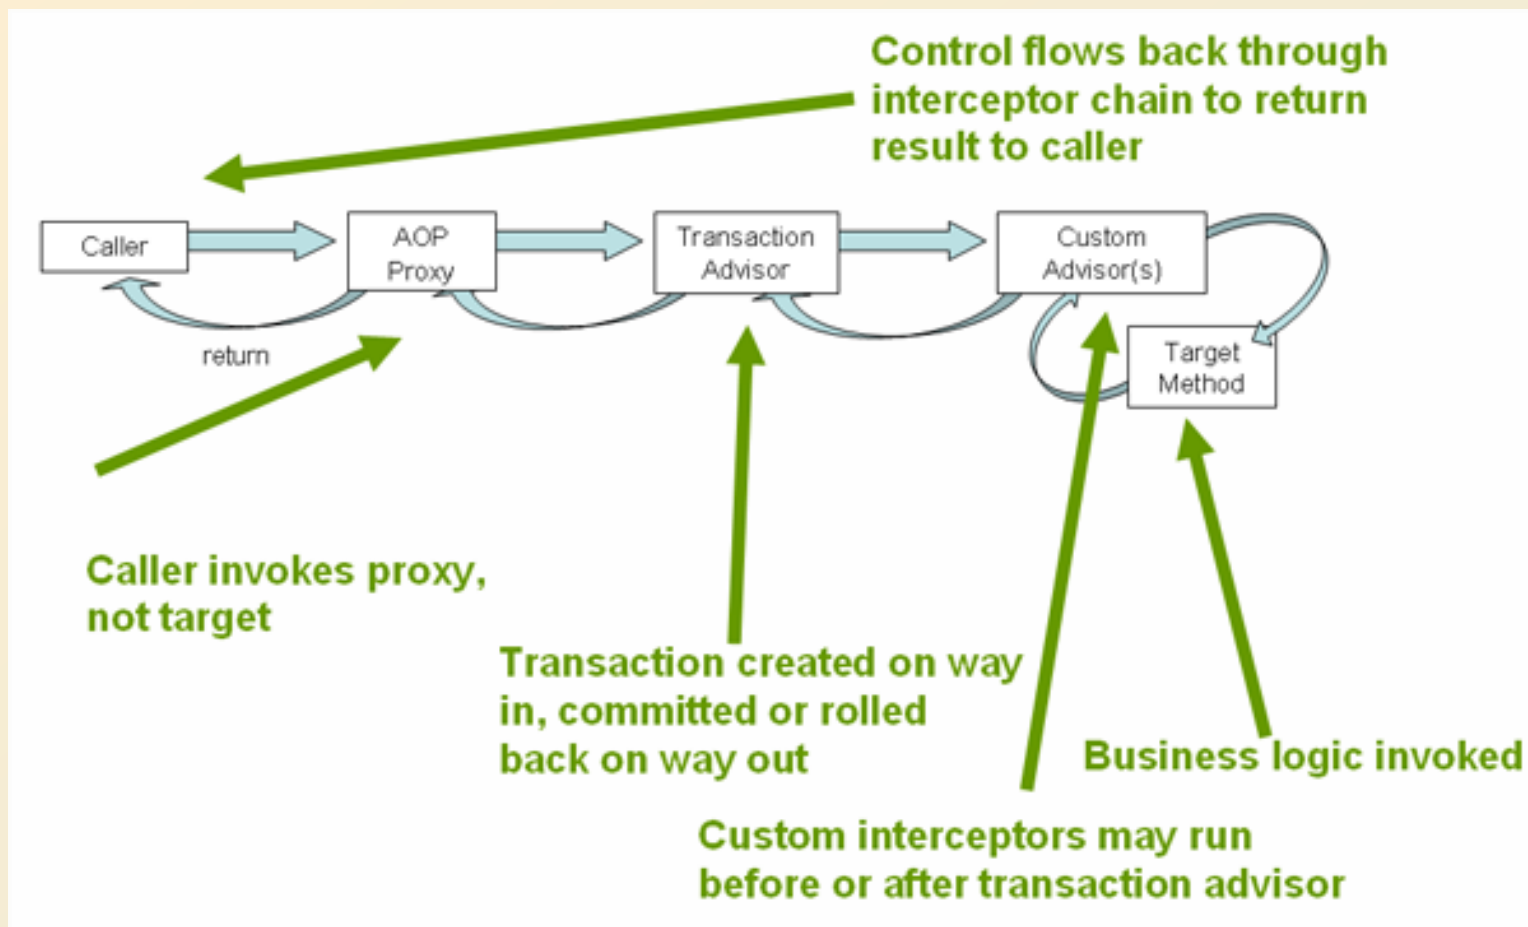 Control flows back through
interceptor chain to return
result to caller
Caller
AOP
Proxy
Transaction
Advisor
Custom
Advisor(s)
return
Target
Method
Caller invokes proxy,
not target
Transaction created on way
in, committed or rolled
back on way out
Business logic invoked
Custom interceptors may run
before or after transaction advisor